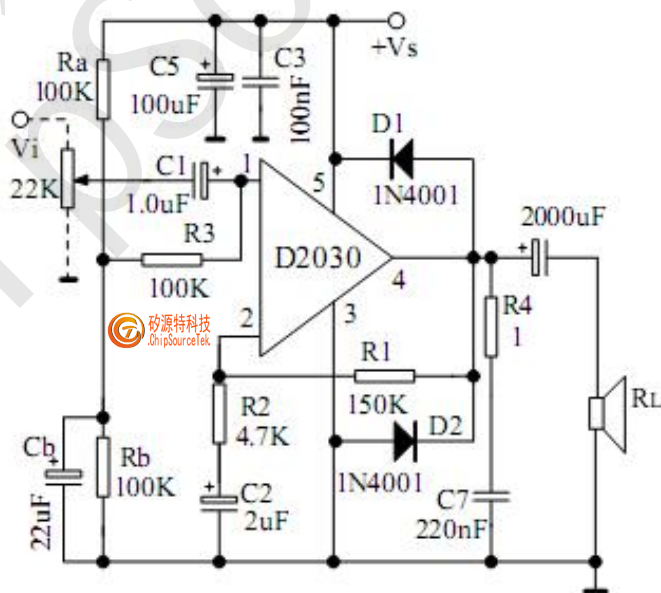 +Vs
Ra
100K
C5
100uF
C3
100nF
Vi
22K
C1
1.0uF
1
5
D1
1N4001
2000uF
R3
100K
D2030
4
2
3
R4
1
矽源特科技
.ChipSourceTek
R1
150K
RL
R2
4.7K
D2
1N4001
Cb
22uF
Rb
100K
C2
2uF
C7
220nF